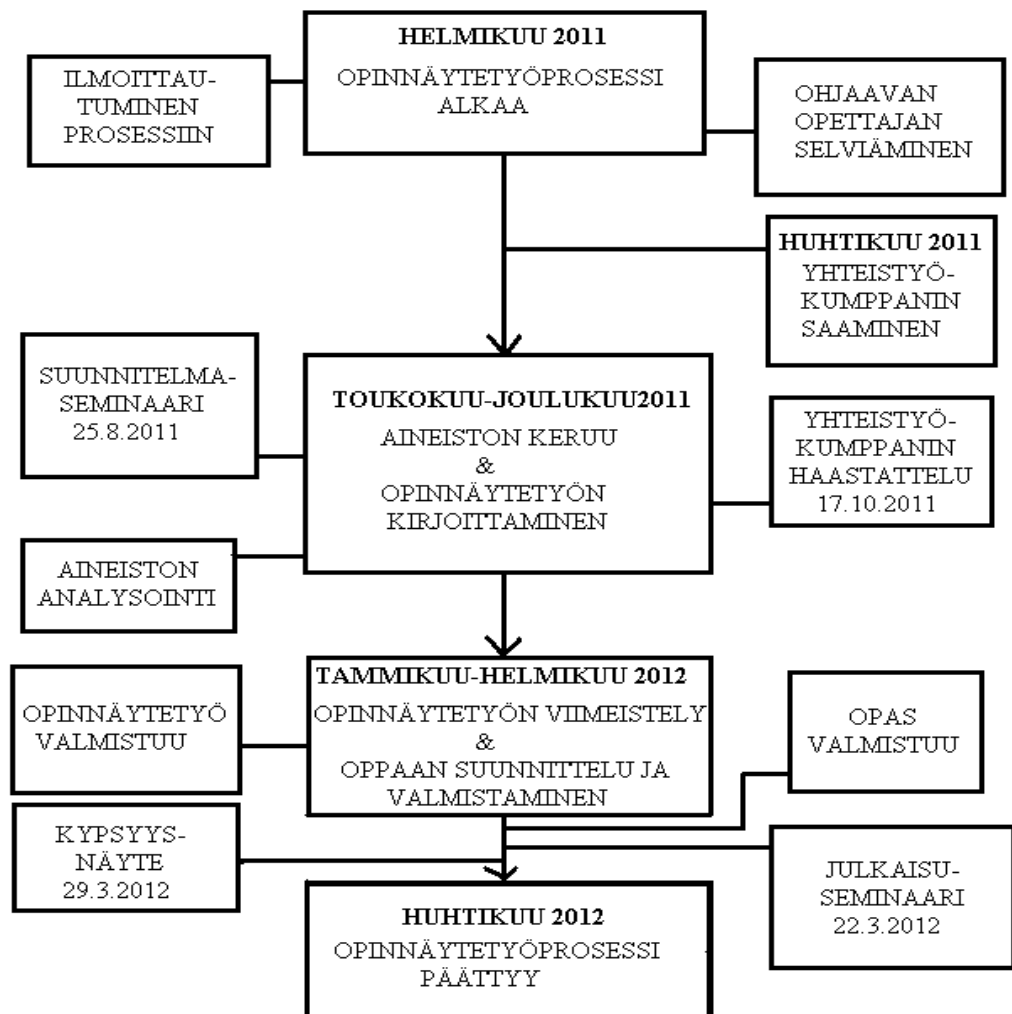 HELMIKUU 2011
OPINNÄYTETYÖPROSESSI
ALKAA
ILMOITTAU-
TUMINEN
PROSESSIIN
OHJAAVAN
OPETTAJAN
SELVIÄMINEN
HUHTIKUU 2011
YHTEISTYÖ-
KUMPPANIN
SAAMINEN
SUUNNITELMA-
SEMINAARI
25.8.2011
TOUKOKUU-JOULUKUU2011
AINEISTON KERUU
&
OPINNÄYTETYÖN
KIRJOITTAMINEN
YHTEISTYÖ-
KUMPPANIN
HAASTATTELU
17.10.2011
AINEISTON
ANALYSOINTI
TAMMIKUU-HELMIKUU 2012
OPINNÄYTETYÖN VIIMEISTELY
&
OPPAAN SUUNNITTELU JA
VALMISTAMINEN
OPINNÄYTETYÖ
VALMISTUU
OPAS
VALMISTUU
KYPSYYS-
NÄYTE
29.3.2012
JULKAISU-
SEMINAARI
22.3.2012
HUHTIKUU 2012
OPINNÄYTETYÖPROSESSI
PÄÄTTYY